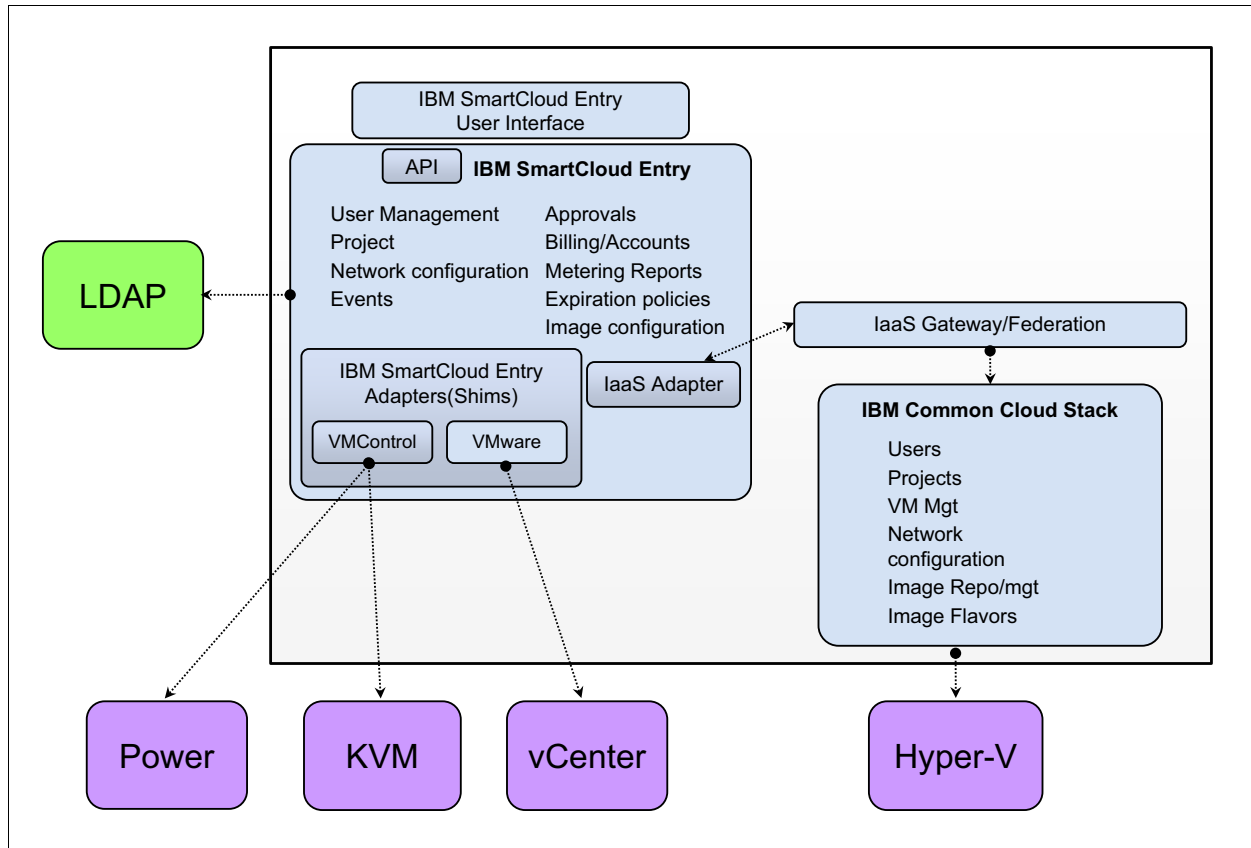 IBM SmartCloud Entry
User Interface
API
IBM SmartCloud Entry
User Management
Project
Network configuration
Events
Approvals
Billing/Accounts
Metering Reports
Expiration policies
Image configuration
LDAP
IBM SmartCloud Entry
Adapters(Shims)
VMControl
VMware
IaaS Adapter
IaaS Gateway/Federation
IBM Common Cloud Stack
Users
Projects
VM Mgt
Network
configuration
Image Repo/mgt
Image Flavors
Power
KVM
vCenter
Hyper-V